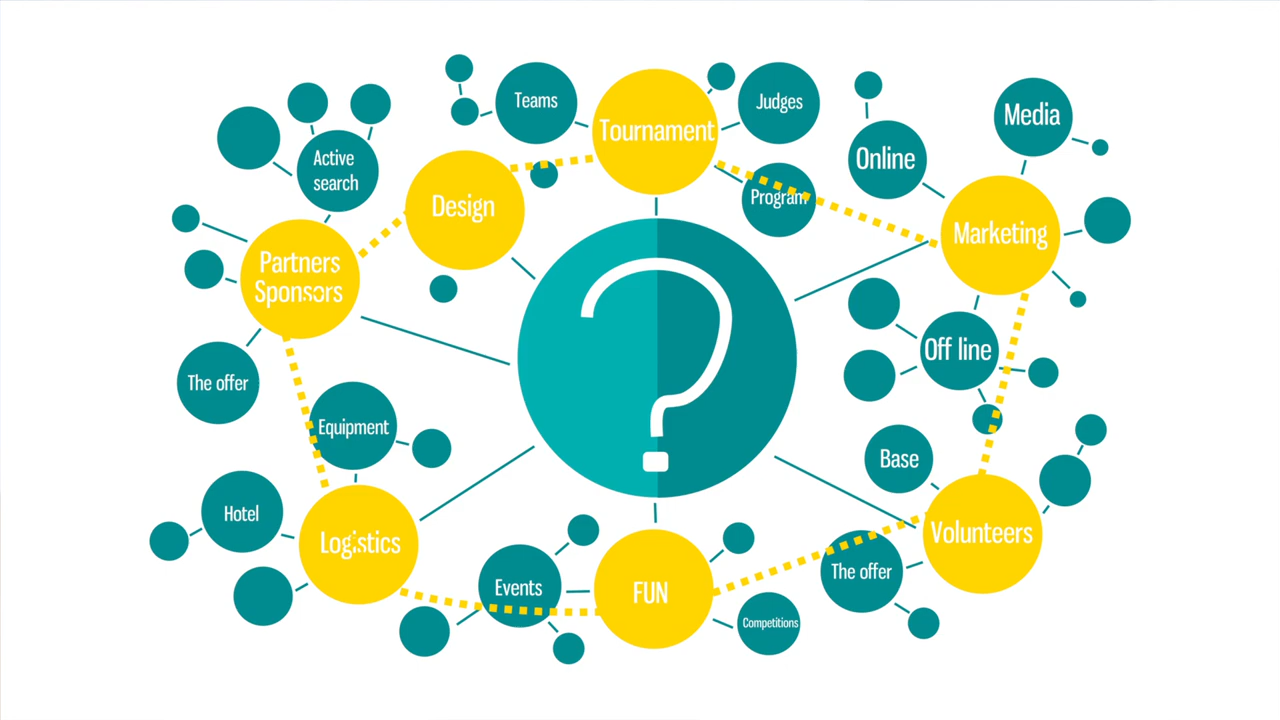 Teams
Tournament
Judges
Media
Active
search
Online
Design
Program
Partners
Sponsors
Marketing
?
Off line
The offer
Equipment
Base
Hotel
Logistics
Volunteers
Events
FUN
The offer
Competitions